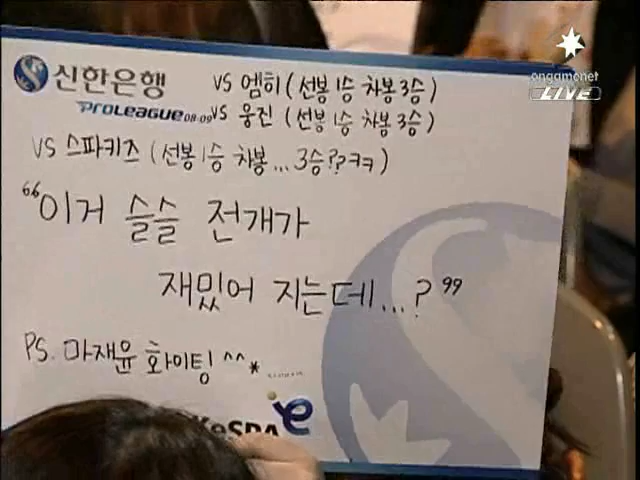 신한은행
PROLEAGUE 08-09
VS 엠히 (선봉 1승 차봉 3승)
VS 웅진 (선봉 1승 차봉 3승)
VS 스파키즈 (선봉 1승 차봉... 3승??ㅋㅋ)
“이거 슬슬 전개가
재밌어 지는데...?”
PS. 마재윤 화이팅 ^^*
KeSPA
ongamenet
LIVE